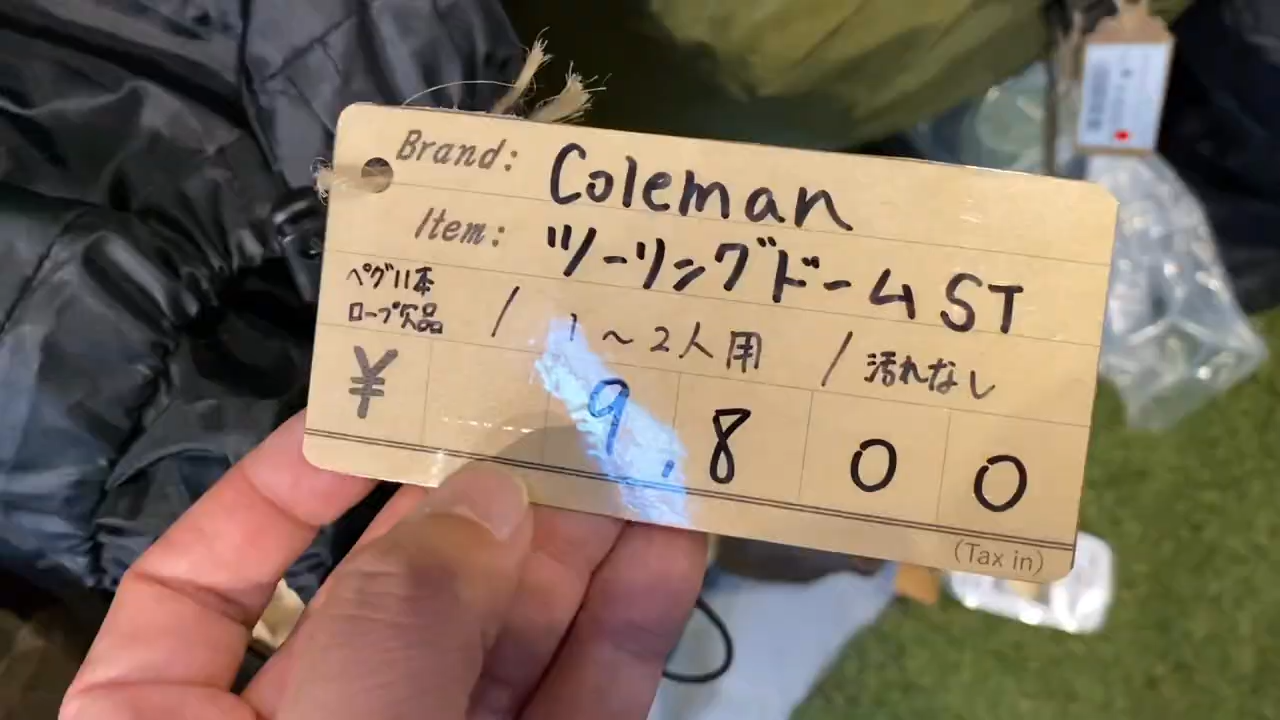 Brand: Coleman
Item: ツーリングドームST
ペグ11本
ロープ欠品 / 1～2人用 / 汚れなし
¥ 9,800
(Tax in)